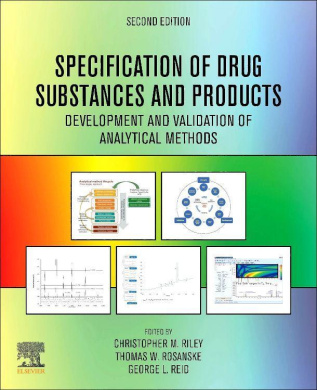 SECOND EDITION
SPECIFICATION OF DRUG
SUBSTANCES AND PRODUCTS
DEVELOPMENT AND VALIDATION OF
ANALYTICAL METHODS
EDITED BY
CHRISTOPHER M. RILEY
THOMAS W. ROSANSKE
GEORGE L. REID
ELSEVIER